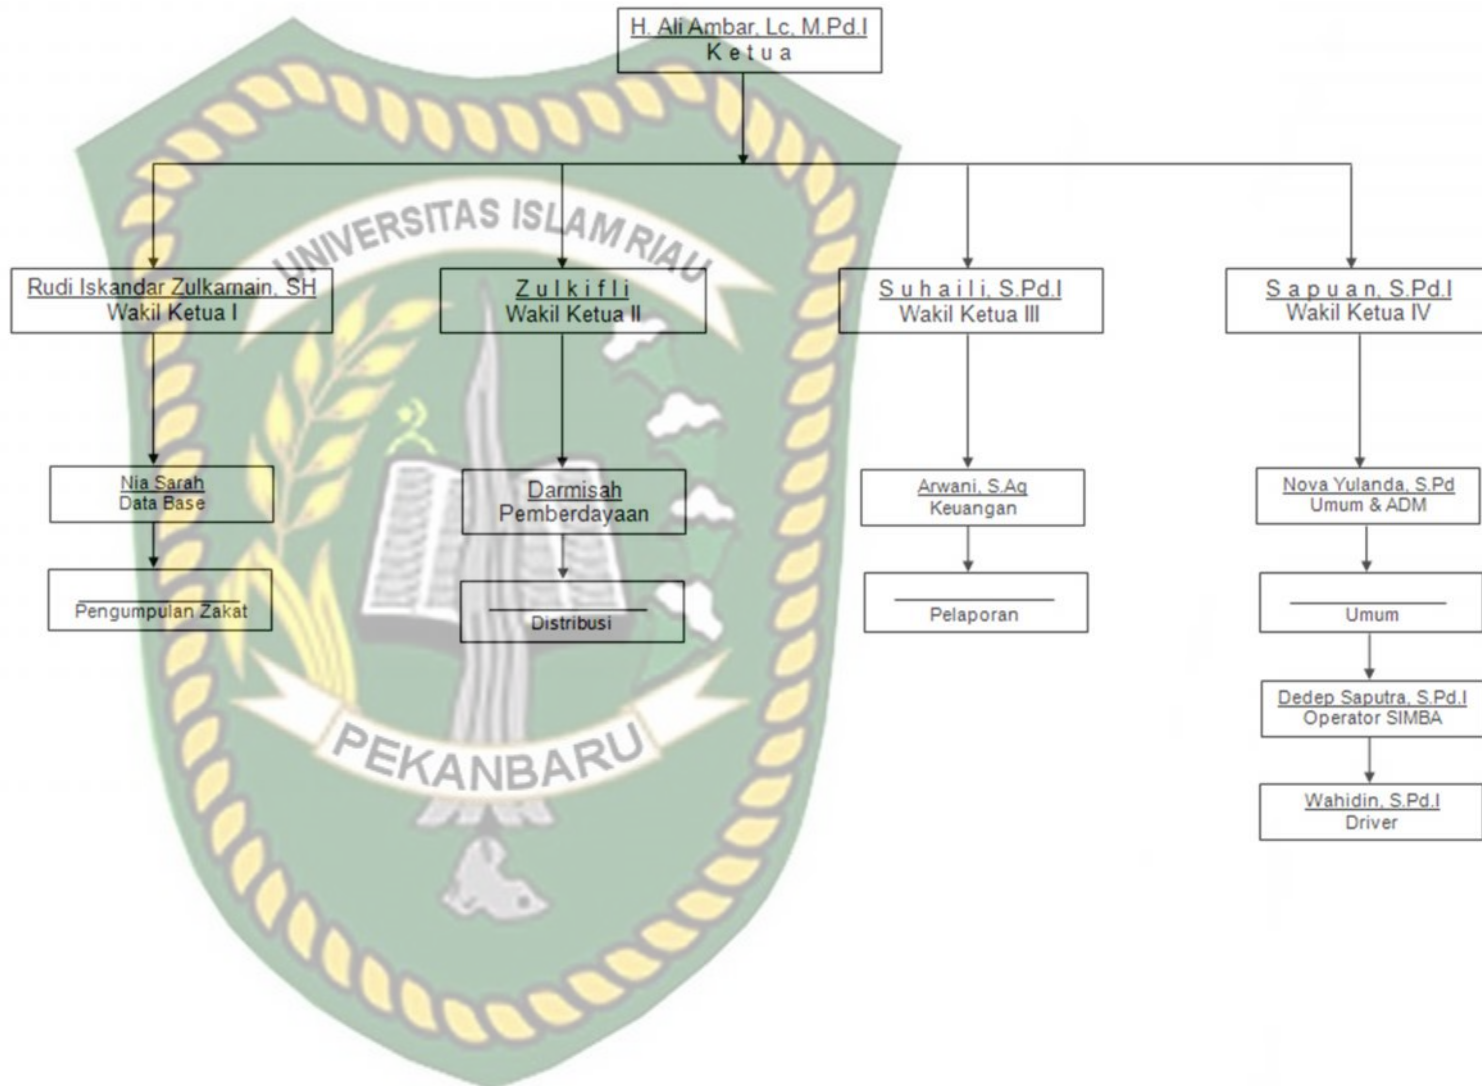 H. Ali Ambar, Lc, M.Pd.I
K e t u a
UNIVERSITAS ISLAM RIAU
Rudi Iskandar Zulkarnain, SH
Wakil Ketua I
Z u l k i f l i
Wakil Ketua II
S u h a i l i, S.Pd.I
Wakil Ketua III
S a p u a n, S.Pd.I
Wakil Ketua IV
Nia Sarah
Data Base
Darmisah
Pemberdayaan
Arwani, S.Ag
Keuangan
Nova Yulanda, S.Pd
Umum & ADM
Pengumpulan Zakat
Distribusi
Pelaporan
Umum
Dedep Saputra, S.Pd.I
Operator SIMBA
PEKANBARU
Wahidin, S.Pd.I
Driver